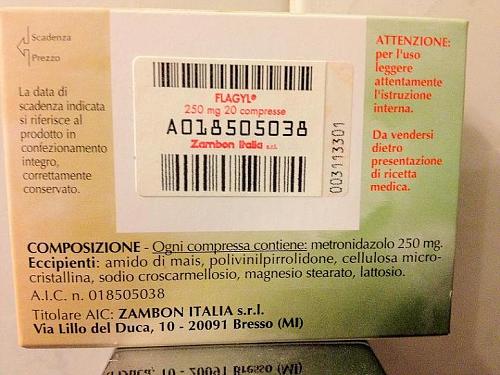 Scadenza
Prezzo
La data di
scadenza indicata
si riferisce al
prodotto in
confezionamento
integro,
correttamente
conservato.
FLAGYL®
250 mg 20 compresse
A018505038
Zambon Italia s.r.l.
003113301
ATTENZIONE:
per l'uso
leggere
attentamente
l'istruzione
interna.
Da vendersi
dietro
presentazione
di ricetta
medica.
COMPOSIZIONE - Ogni compressa contiene: metronidazolo 250 mg.
Eccipienti: amido di mais, polivinilpirrolidone, cellulosa micro-
cristallina, sodio croscarmellosio, magnesio stearato, lattosio.
A.I.C. n. 018505038
Titolare AIC: ZAMBON ITALIA s.r.l.
Via Lillo del Duca, 10 - 20091 Bresso (MI)